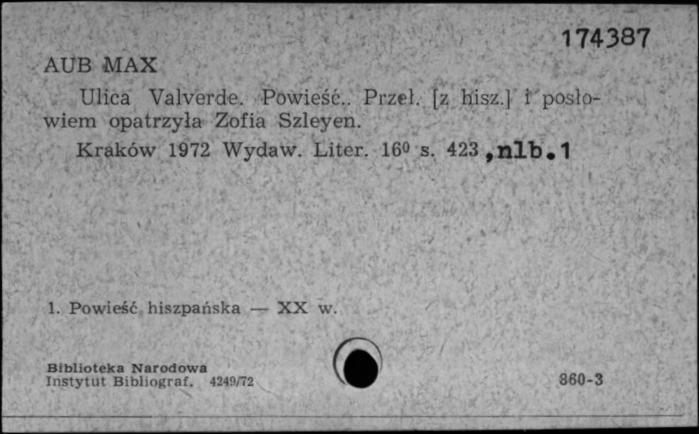 174387
AUB MAX
Ulica Valverde. Powieść.. Przeł. [z hisz.] i posło-
wiem opatrzyła Zofia Szleyen.
Kraków 1972 Wydaw. Liter. 16⁰ s. 423 ,nlb.1
1. Powieść hiszpańska — XX w.
Biblioteka Narodowa
Instytut Bibliograf. 4249/72
860-3